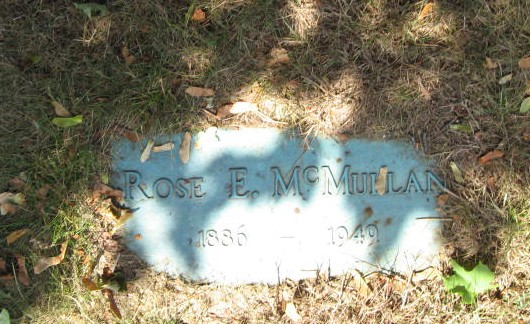 Rose E. McMullan
1886 – 1949